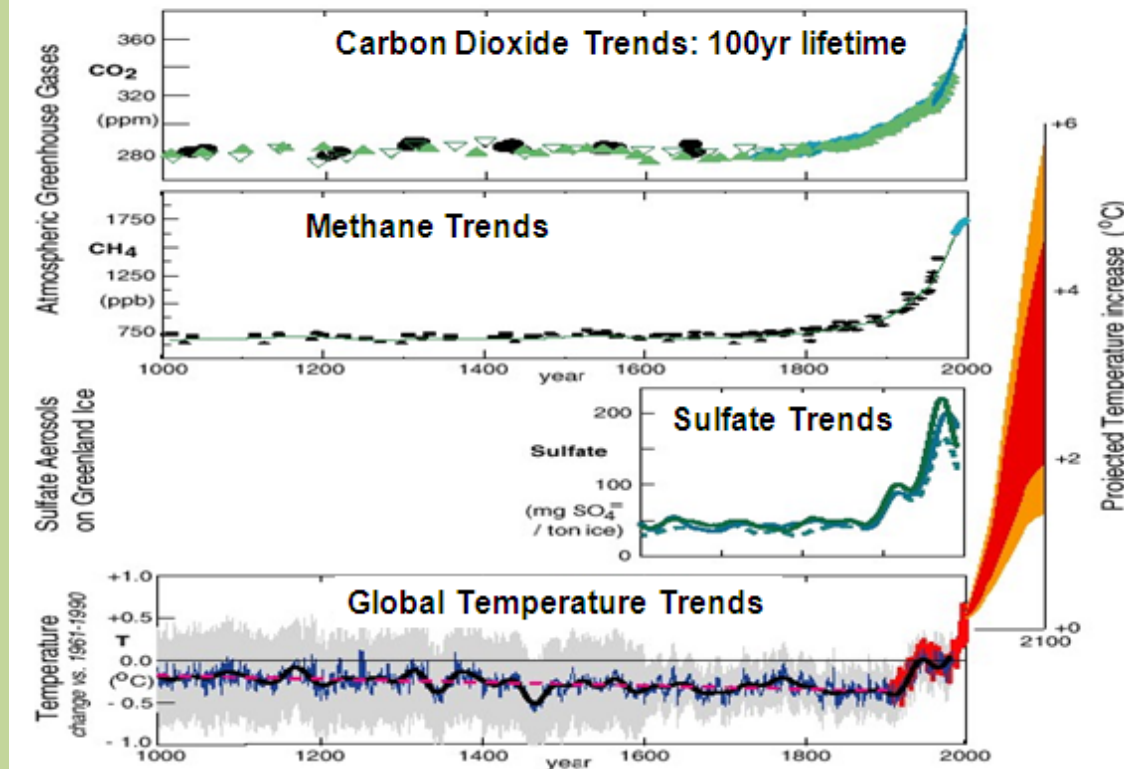 Atmospheric Greenhouse Gases
Carbon Dioxide Trends: 100yr lifetime
360
CO2
320
(ppm)
280
Methane Trends
1750
CH4
1250
(ppb)
750
1000 1200 1400 1600 1800 2000
year
Sulfate Aerosols
on Greenland Ice
Sulfate Trends
200
Sulfate
100
(mg SO4=
/ ton ice)
0
Temperature
change vs. 1961-1990
Global Temperature Trends
+1.0
+0.5
T
0.0
(°C)
- 0.5
- 1.0
1000 1200 1400 1600 1800 2000
year
Projected Temperature increase (°C)
+6
+4
+2
+0
2100